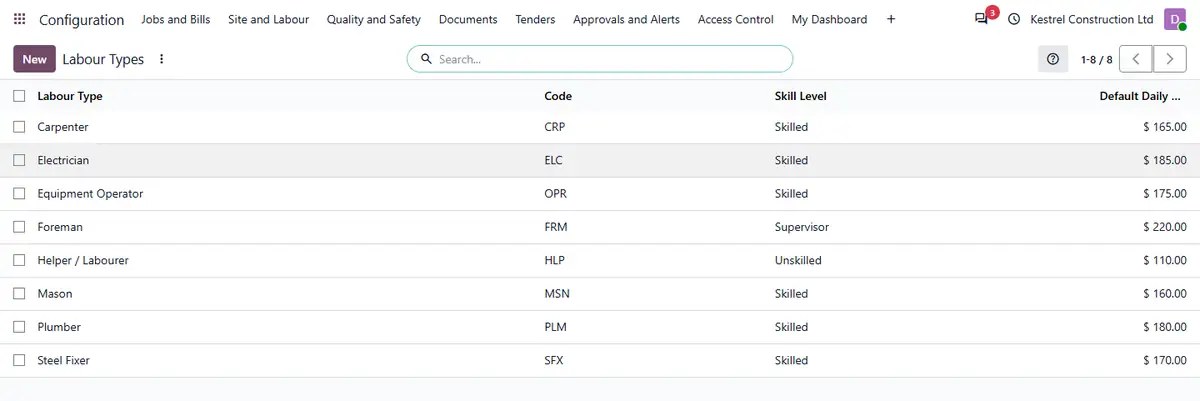 Configuration Jobs and Bills Site and Labour Quality and Safety Documents Tenders Approvals and Alerts Access Control My Dashboard + 3 Kestrel Construction Ltd D
New Labour Types Search... 1-8 / 8
Labour Type Code Skill Level Default Daily ...
Carpenter CRP Skilled $ 165.00
Electrician ELC Skilled $ 185.00
Equipment Operator OPR Skilled $ 175.00
Foreman FRM Supervisor $ 220.00
Helper / Labourer HLP Unskilled $ 110.00
Mason MSN Skilled $ 160.00
Plumber PLM Skilled $ 180.00
Steel Fixer SFX Skilled $ 170.00